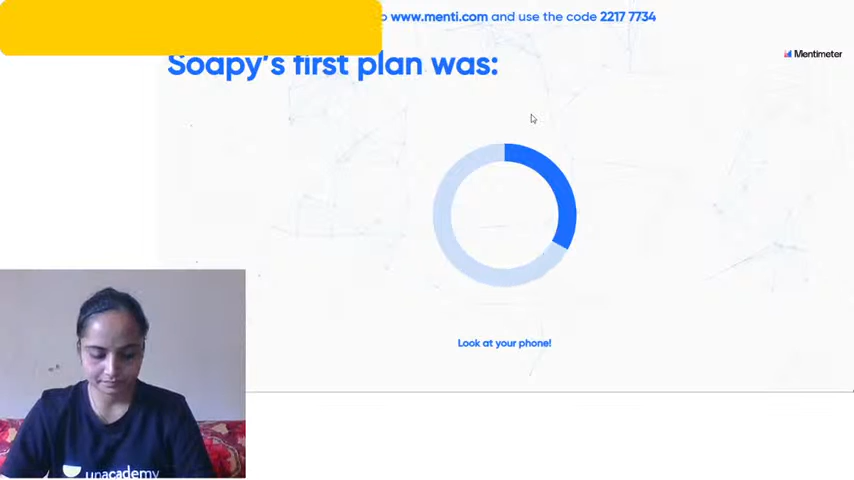 www.menti.com and use the code 2217 7734
Mentimeter
Soapy's first plan was:
Look at your phone!
unacademy